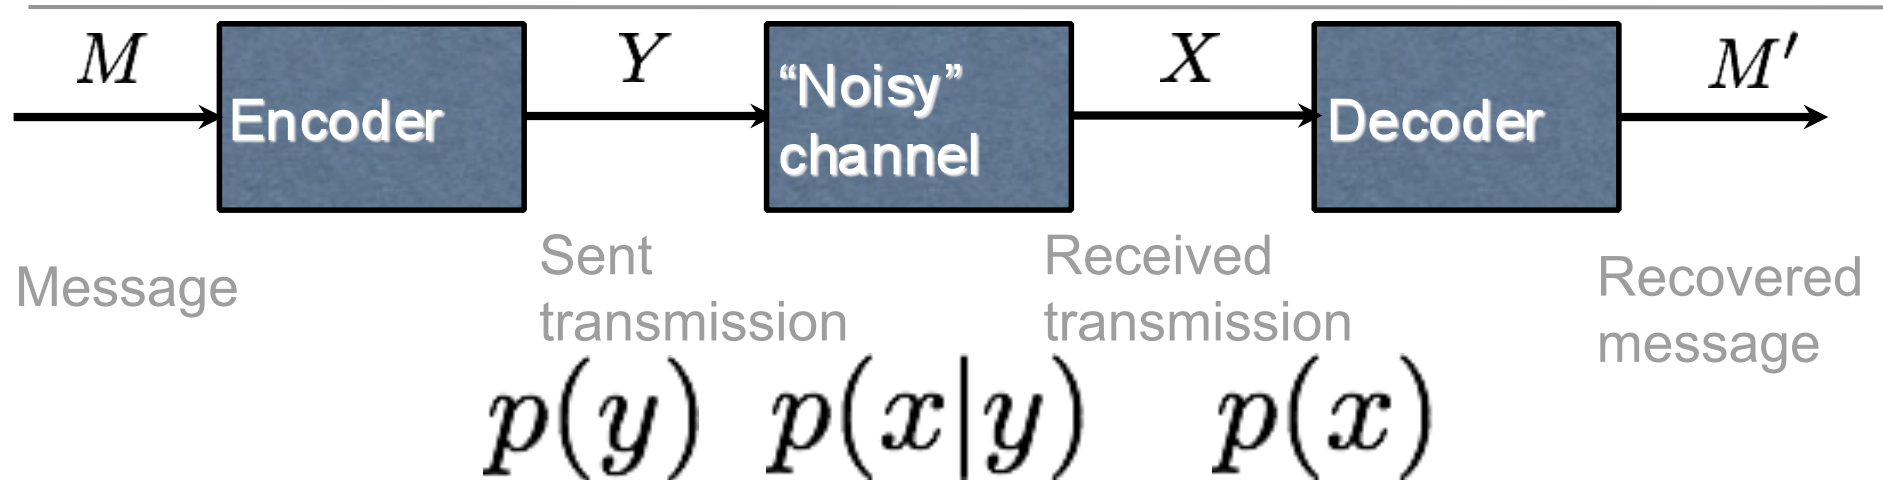 M
Encoder
Y
“Noisy”
channel
X
Decoder
M′
Message
Sent
transmission
Received
transmission
Recovered
message
p(y)
p(x|y)
p(x)